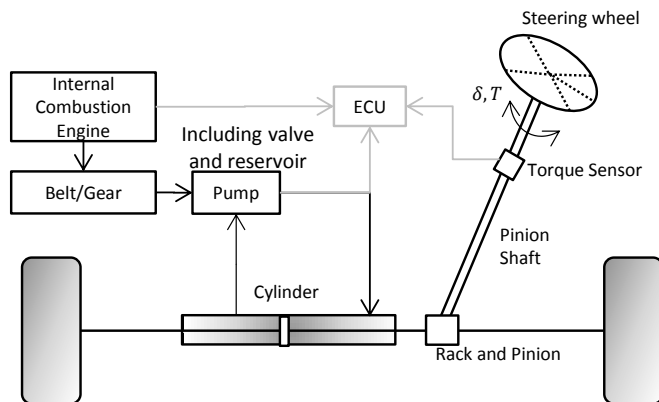 Steering wheel
Internal
Combustion
Engine
ECU
δ, T
Including valve
and reservoir
Torque Sensor
Belt/Gear
Pump
Pinion
Shaft
Cylinder
Rack and Pinion